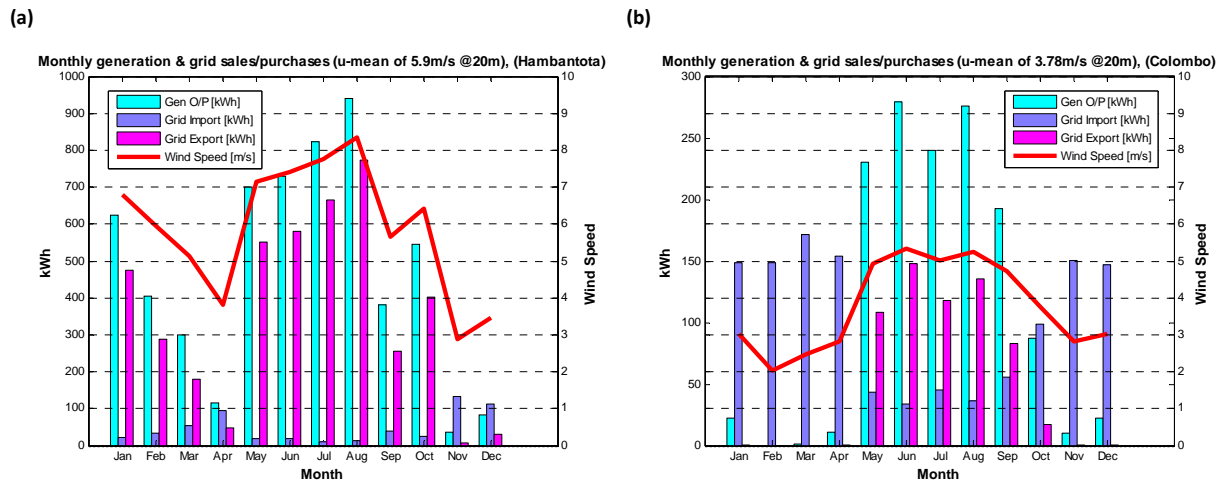 (a)
(b)
Monthly generation & grid sales/purchases (u-mean of 5.9m/s @20m), (Hambantota)
1000
900
800
700
600
500
400
300
200
100
0
kWh
Gen O/P [kWh]
Grid Import [kWh]
Grid Export [kWh]
Wind Speed [m/s]
10
9
8
7
6
5
4
3
2
1
0
Wind Speed
Jan Feb Mar Apr May Jun Jul Aug Sep Oct Nov Dec
Month
Monthly generation & grid sales/purchases (u-mean of 3.78m/s @20m), (Colombo)
300
250
200
150
100
50
0
kWh
Gen O/P [kWh]
Grid Import [kWh]
Grid Export [kWh]
Wind Speed [m/s]
10
9
8
7
6
5
4
3
2
1
0
Wind Speed
Jan Feb Mar Apr May Jun Jul Aug Sep Oct Nov Dec
Month